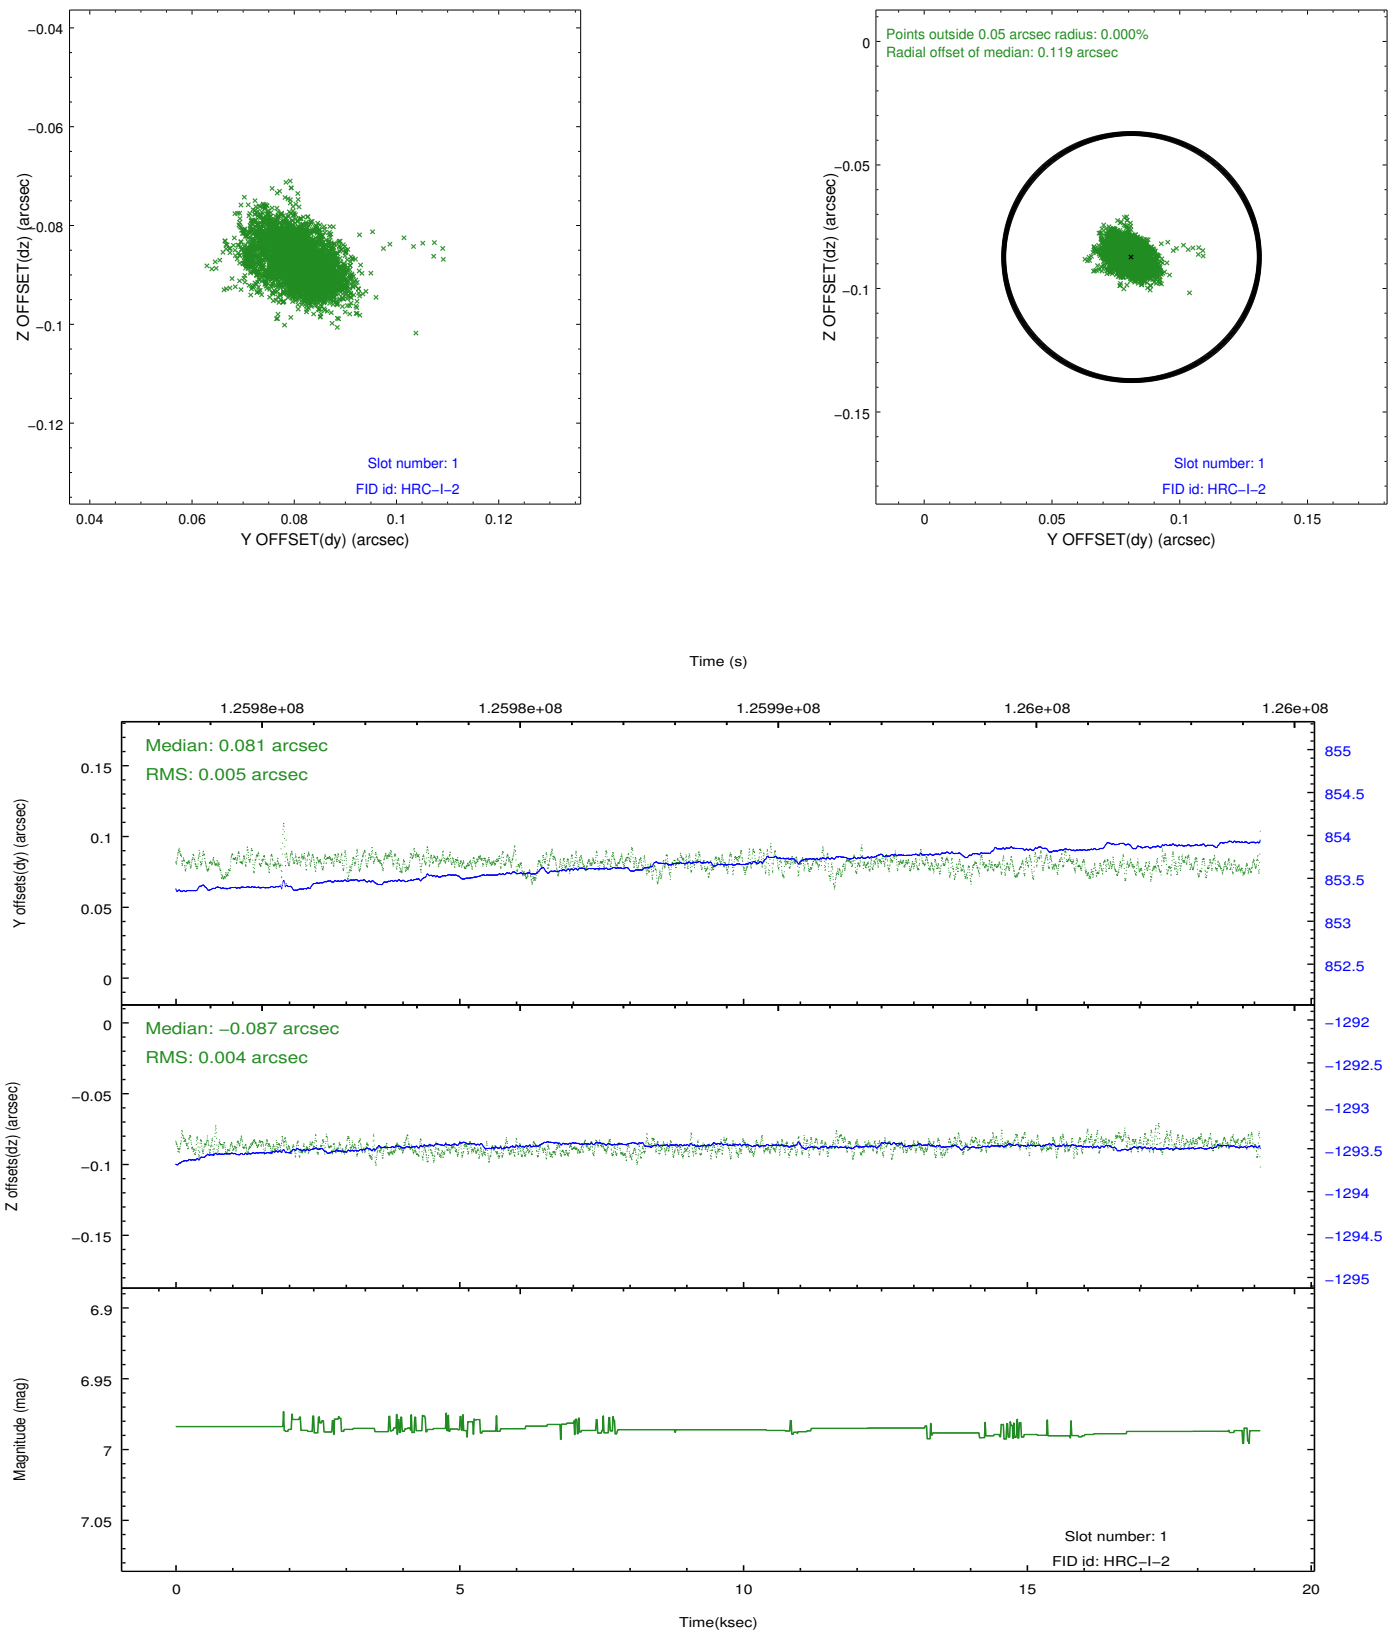 −0.04
−0.06
−0.08
−0.1
−0.12
Z OFFSET(dz) (arcsec)
Slot number: 1
FID id: HRC−I−2
0.04 0.06 0.08 0.1 0.12
Y OFFSET(dy) (arcsec)
Points outside 0.05 arcsec radius: 0.000%
Radial offset of median: 0.119 arcsec
0
−0.05
−0.1
−0.15
Z OFFSET(dz) (arcsec)
Slot number: 1
FID id: HRC−I−2
0 0.05 0.1 0.15
Y OFFSET(dy) (arcsec)
Time (s)
1.2598e+08 1.2598e+08 1.2599e+08 1.26e+08 1.26e+08
Median: 0.081 arcsec
RMS: 0.005 arcsec
0.15
0.1
0.05
0
Y offsets(dy) (arcsec)
855
854.5
854
853.5
853
852.5
Median: −0.087 arcsec
RMS: 0.004 arcsec
0
−0.05
−0.1
−0.15
Z offsets(dz) (arcsec)
−1292
−1292.5
−1293
−1293.5
−1294
−1294.5
−1295
6.9
6.95
7
7.05
Magnitude (mag)
Slot number: 1
FID id: HRC−I−2
0 5 10 15 20
Time(ksec)